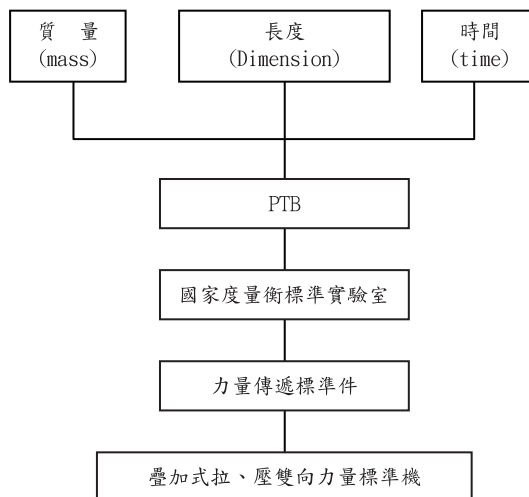 質 量
(mass)
長度
(Dimension)
時間
(time)
PTB
國家度量衡標準實驗室
力量傳遞標準件
疊加式拉、壓雙向力量標準機